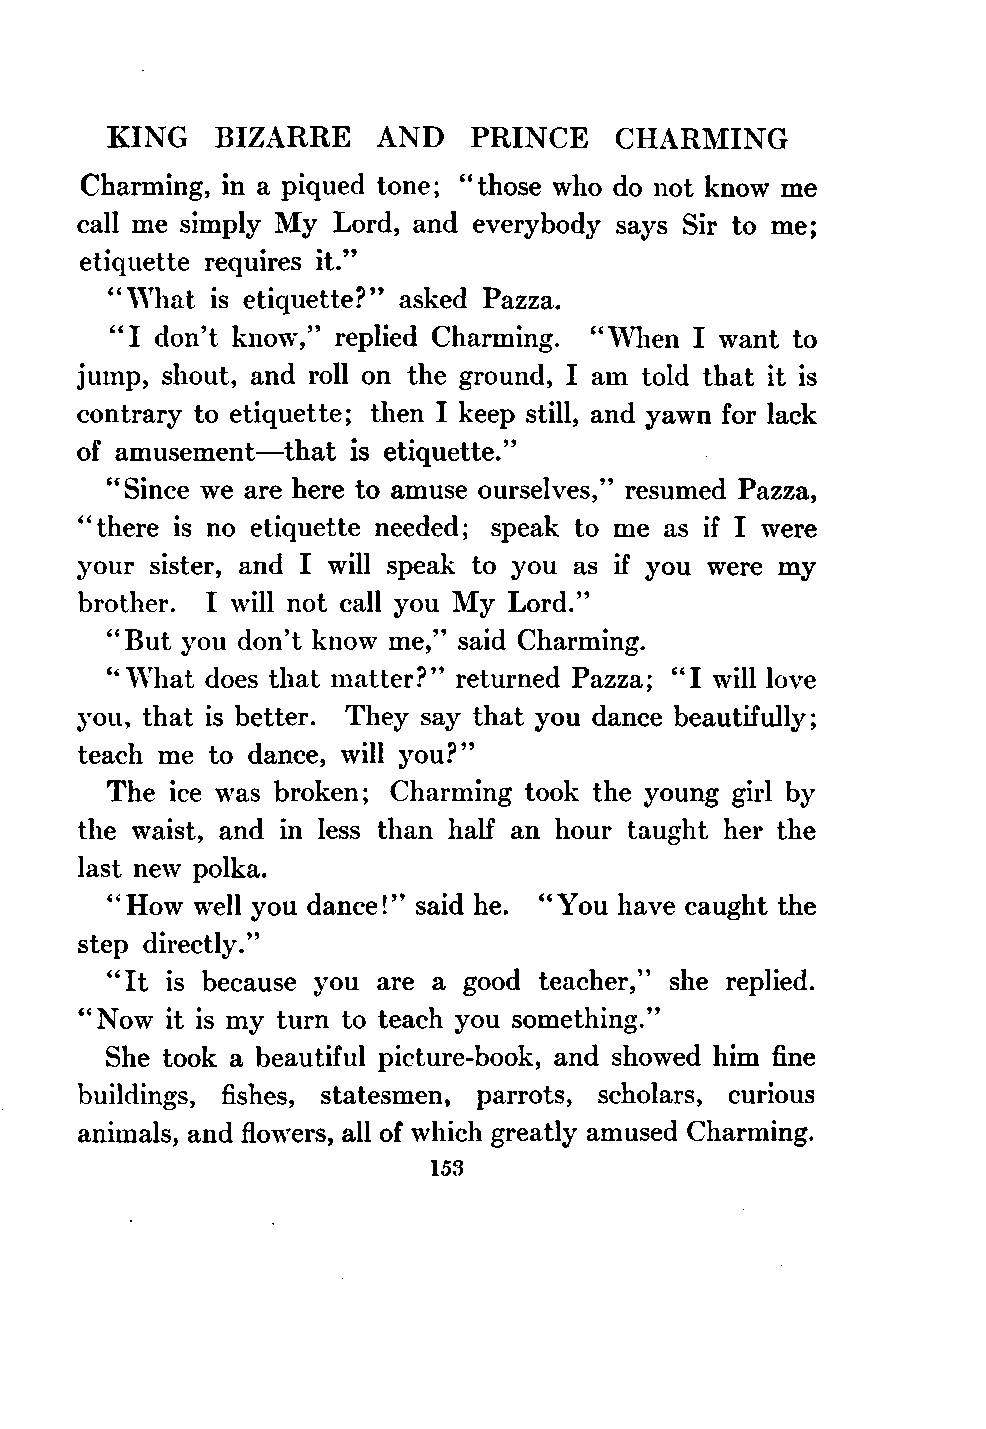 KING BIZARRE AND PRINCE CHARMING
Charming, in a piqued tone; “those who do not know me
call me simply My Lord, and everybody says Sir to me;
etiquette requires it.”
“What is etiquette?” asked Pazza.
“I don’t know,” replied Charming. “When I want to
jump, shout, and roll on the ground, I am told that it is
contrary to etiquette; then I keep still, and yawn for lack
of amusement—that is etiquette.”
“Since we are here to amuse ourselves,” resumed Pazza,
“there is no etiquette needed; speak to me as if I were
your sister, and I will speak to you as if you were my
brother. I will not call you My Lord.”
“But you don’t know me,” said Charming.
“What does that matter?” returned Pazza; “I will love
you, that is better. They say that you dance beautifully;
teach me to dance, will you?”
The ice was broken; Charming took the young girl by
the waist, and in less than half an hour taught her the
last new polka.
“How well you dance!” said he. “You have caught the
step directly.”
“It is because you are a good teacher,” she replied.
“Now it is my turn to teach you something.”
She took a beautiful picture-book, and showed him fine
buildings, fishes, statesmen, parrots, scholars, curious
animals, and flowers, all of which greatly amused Charming.
153